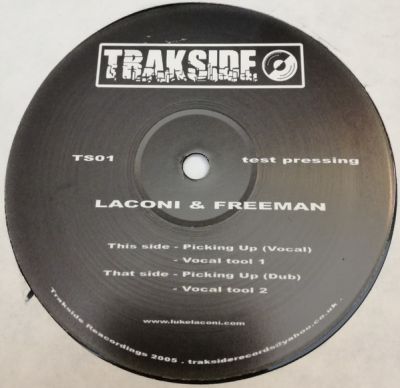 TRAKSIDE
TS01 test pressing
LACONI & FREEMAN
This side - Picking Up (Vocal)
- Vocal tool 1
That side - Picking Up (Dub)
- Vocal tool 2
www.lukelaconi.com
Trakside Reacordings 2005 - traksiderecords@yahoo.co.uk .